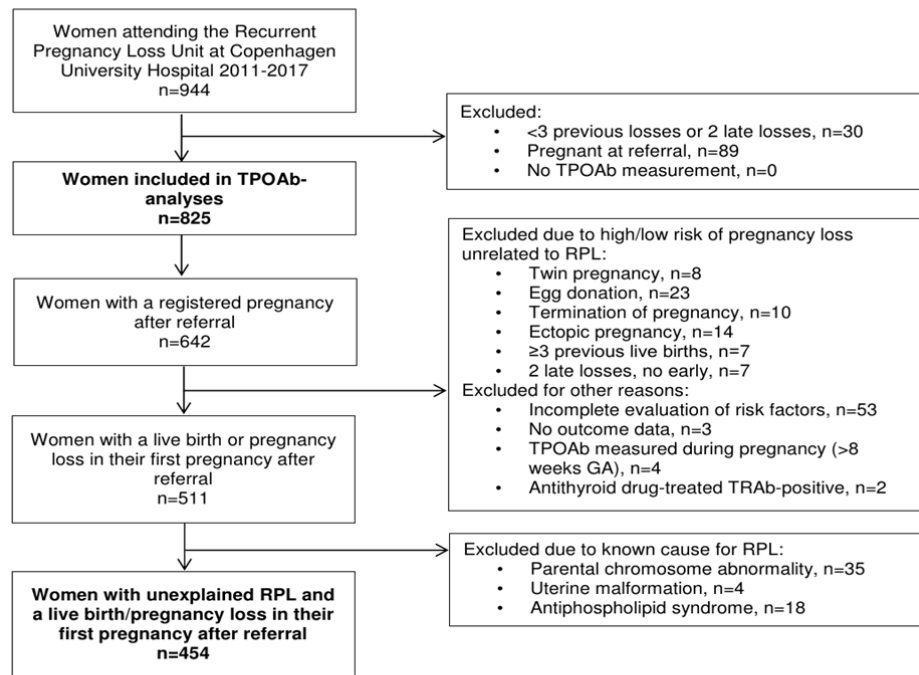 Women attending the Recurrent
Pregnancy Loss Unit at Copenhagen
University Hospital 2011-2017
n=944
Excluded:
• <3 previous losses or 2 late losses, n=30
• Pregnant at referral, n=89
• No TPOAb measurement, n=0
Women included in TPOAb-
analyses
n=825
Excluded due to high/low risk of pregnancy loss
unrelated to RPL:
• Twin pregnancy, n=8
• Egg donation, n=23
• Termination of pregnancy, n=10
• Ectopic pregnancy, n=14
• ≥3 previous live births, n=7
• 2 late losses, no early, n=7
Excluded for other reasons:
• Incomplete evaluation of risk factors, n=53
• No outcome data, n=3
• TPOAb measured during pregnancy (>8
weeks GA), n=4
• Antithyroid drug-treated TRAb-positive, n=2
Women with a registered pregnancy
after referral
n=642
Women with a live birth or pregnancy
loss in their first pregnancy after
referral
n=511
Excluded due to known cause for RPL:
• Parental chromosome abnormality, n=35
• Uterine malformation, n=4
• Antiphospholipid syndrome, n=18
Women with unexplained RPL and
a live birth/pregnancy loss in their
first pregnancy after referral
n=454